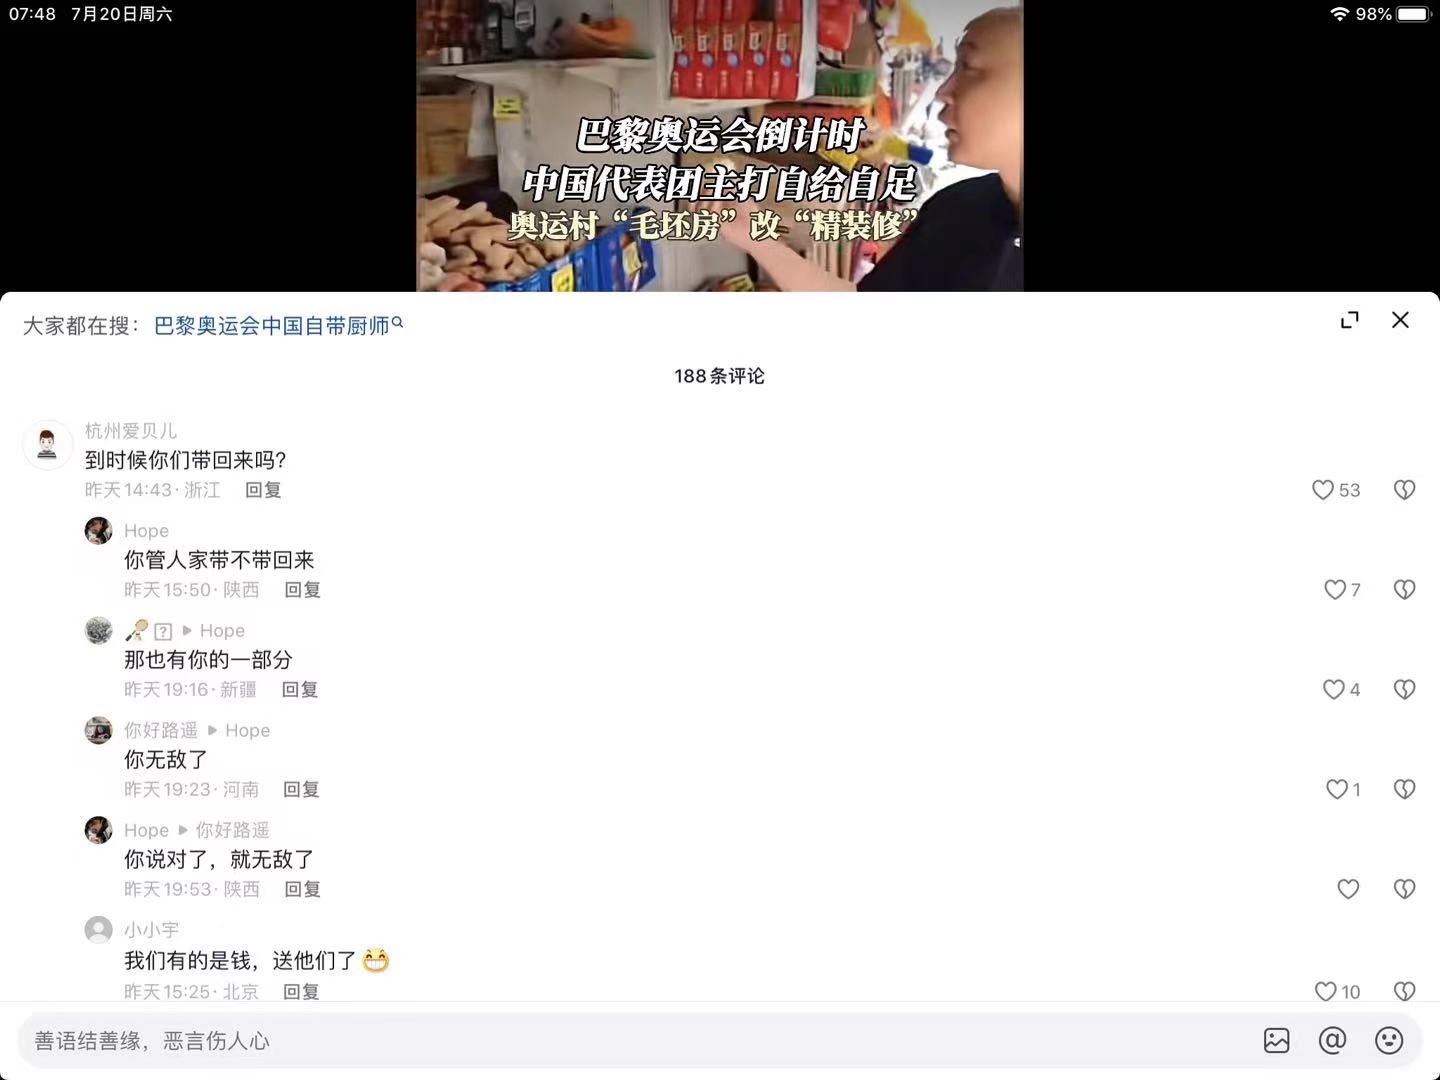 07:48 7月20日周六
98%
巴黎奥运会倒计时
中国代表团主打自给自足
奥运村“毛坯房”改“精装修”
大家都在搜：巴黎奥运会中国自带厨师
188条评论
杭州爱贝儿
到时候你们带回来吗?
昨天14:43·浙江 回复
53
Hope
你管人家带不带回来
昨天15:50·陕西 回复
7
🏸 ▶ Hope
那也有你的一部分
昨天19:16·新疆 回复
4
你好路遥 ▶ Hope
你无敌了
昨天19:23·河南 回复
1
Hope ▶ 你好路遥
你说对了，就无敌了
昨天19:53·陕西 回复
小小宇
我们有的是钱，送他们了😁
昨天15:25·北京 回复
10
善语结善缘，恶言伤人心
@